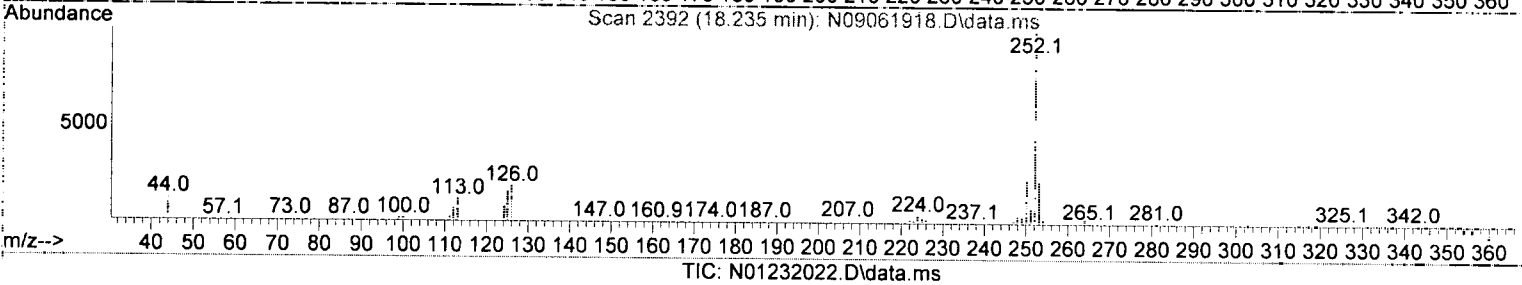 Abundance
Scan 2392 (18.235 min): N09061918.D\data.ms
252.1
5000
44.0 57.1 73.0 87.0 100.0 113.0 126.0 147.0 160.9 174.0 187.0 207.0 224.0 237.1 265.1 281.0 325.1 342.0
m/z--> 40 50 60 70 80 90 100 110 120 130 140 150 160 170 180 190 200 210 220 230 240 250 260 270 280 290 300 310 320 330 340 350 360
TIC: N01232022.D\data.ms